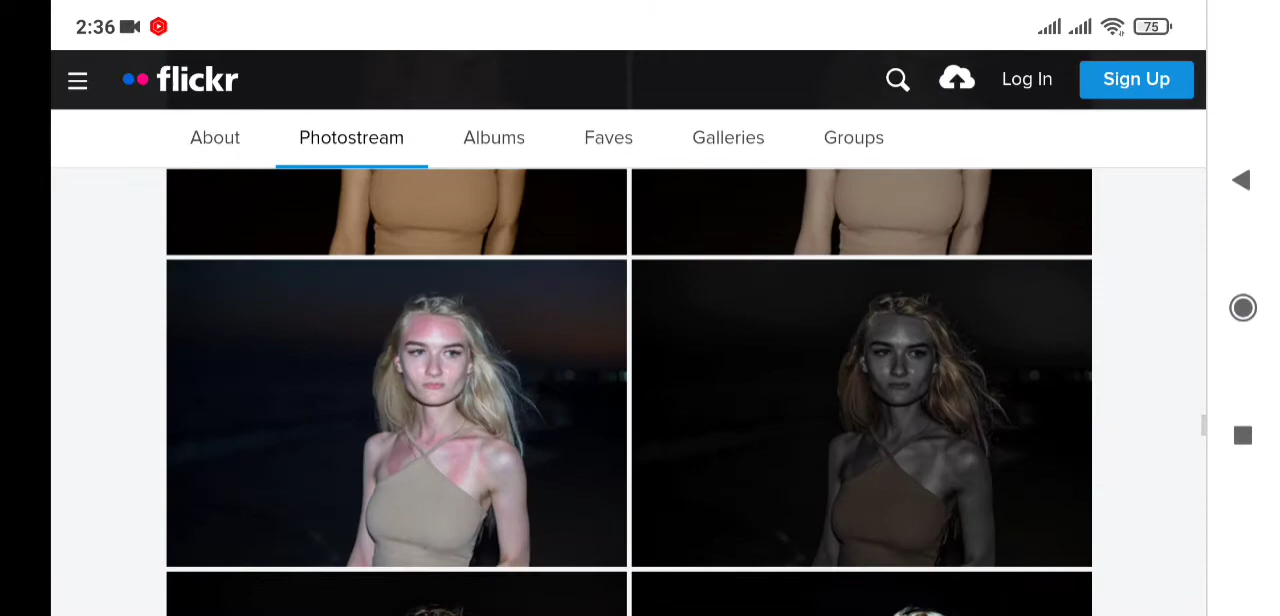 2:36
75
flickr
Log In
Sign Up
About
Photostream
Albums
Faves
Galleries
Groups